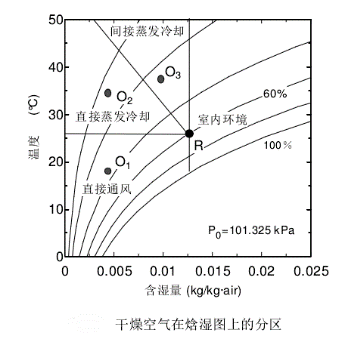 50
40
30
20
10
0
温度 (℃)
间接蒸发冷却
O₃
O₂
直接蒸发冷却
60%
室内环境
R
100%
O₁
直接通风
P₀=101.325 kPa
0 0.005 0.01 0.015 0.02 0.025
含湿量 (kg/kg·air)
干燥空气在焓湿图上的分区